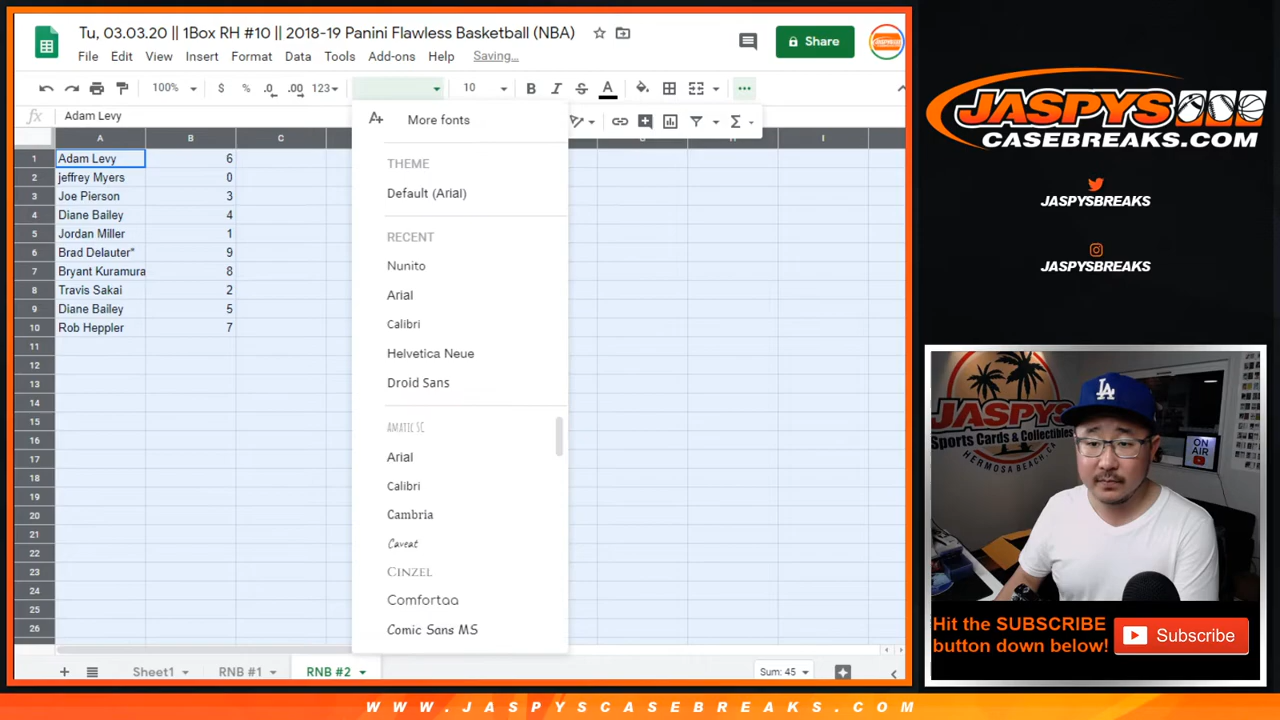 Tu, 03.03.20 || 1Box RH #10 || 2018-19 Panini Flawless Basketball (NBA)
File Edit View Insert Format Data Tools Add-ons Help Saving...
Share
100% $ % .0 .00 123 10 B I S A
fx Adam Levy
More fonts
A B C I
1 Adam Levy 6
2 jeffrey Myers 0
3 Joe Pierson 3
4 Diane Bailey 4
5 Jordan Miller 1
6 Brad Delauter* 9
7 Bryant Kuramura 8
8 Travis Sakai 2
9 Diane Bailey 5
10 Rob Heppler 7
11
12
13
14
15
16
17
18
19
20
21
22
23
24
25
26
THEME
Default (Arial)
RECENT
Nunito
Arial
Calibri
Helvetica Neue
Droid Sans
AMATIC SC
Arial
Calibri
Cambria
Caveat
CINZEL
Comfortaa
Comic Sans MS
Sheet1 RNB #1 RNB #2 Sum: 45
JASPYS
CASEBREAKS.COM
JASPYSBREAKS
JASPYSBREAKS
JASPYS
Sports Cards & Collectibles
HERMOSA BEACH, CA
LA
ON
AIR
Hit the SUBSCRIBE
button down below!
Subscribe
WWW.JASPYSCASEBREAKS.COM